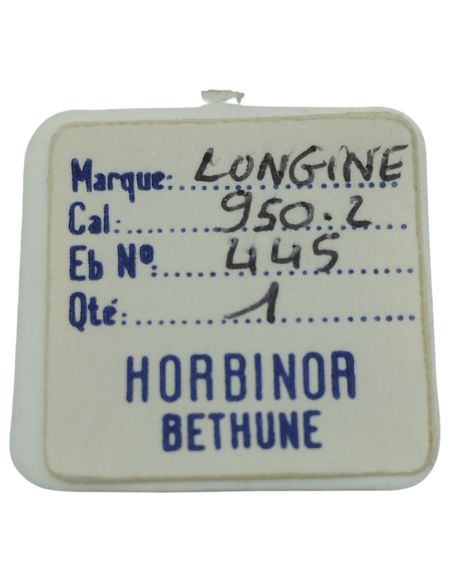 Marque: LONGINE
Cal: 950.2
Eb Nº 445
Qté: 1
HORBINOR
BETHUNE